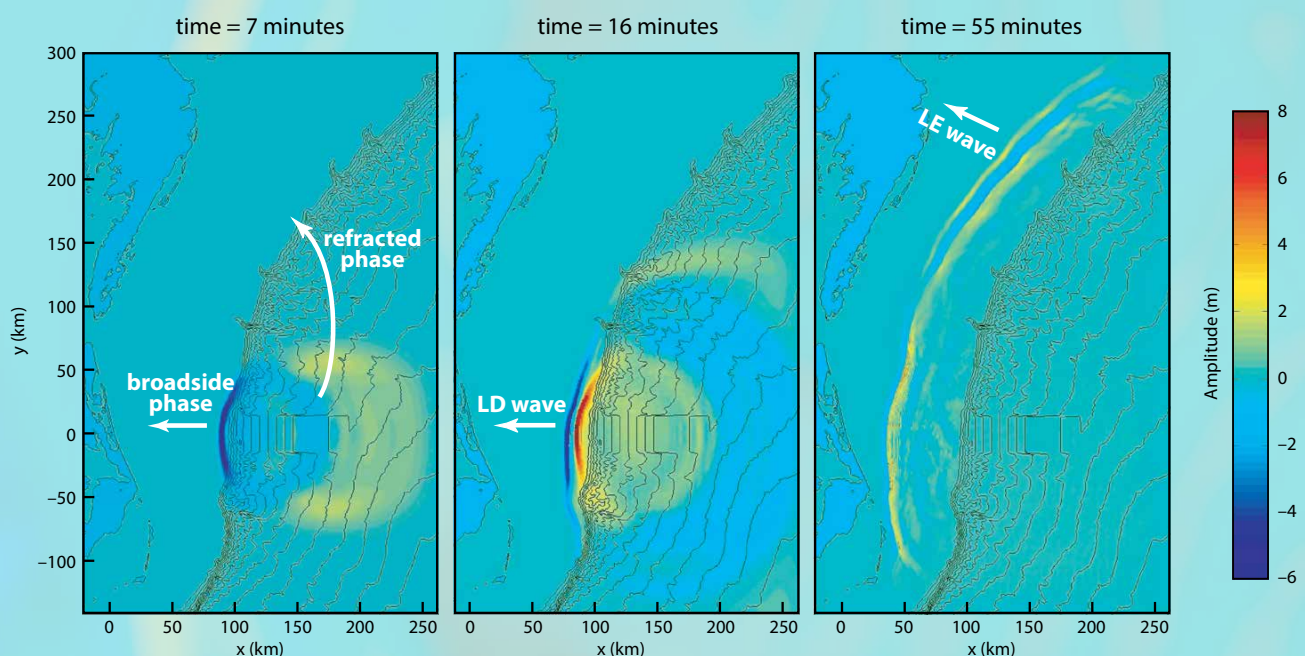 time = 7 minutes
time = 16 minutes
time = 55 minutes
300
250
200
150
100
50
0
−50
−100
y (km)
refracted
phase
broadside
phase
LD wave
LE wave
0 50 100 150 200 250
x (km)
0 50 100 150 200 250
x (km)
0 50 100 150 200 250
x (km)
8
6
4
2
0
−2
−4
−6
Amplitude (m)